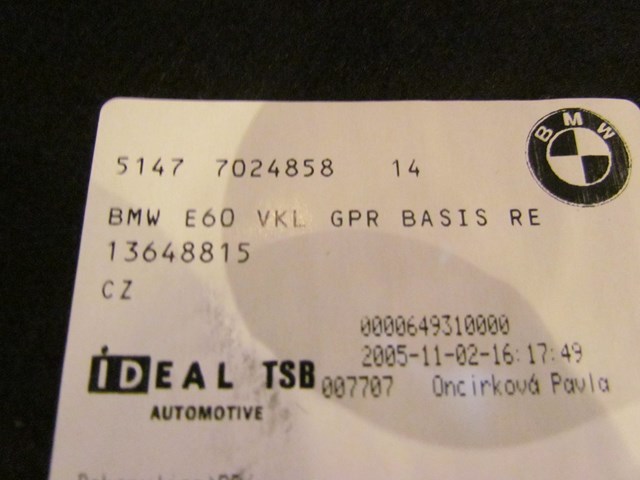 BMW
5147 7024858 14
BMW E60 VKL GPR BASIS RE
13648815
CZ
0000649310000
2005-11-02-16:17:49
IDEAL TSB 007707 Oncirková Pavla
AUTOMOTIVE